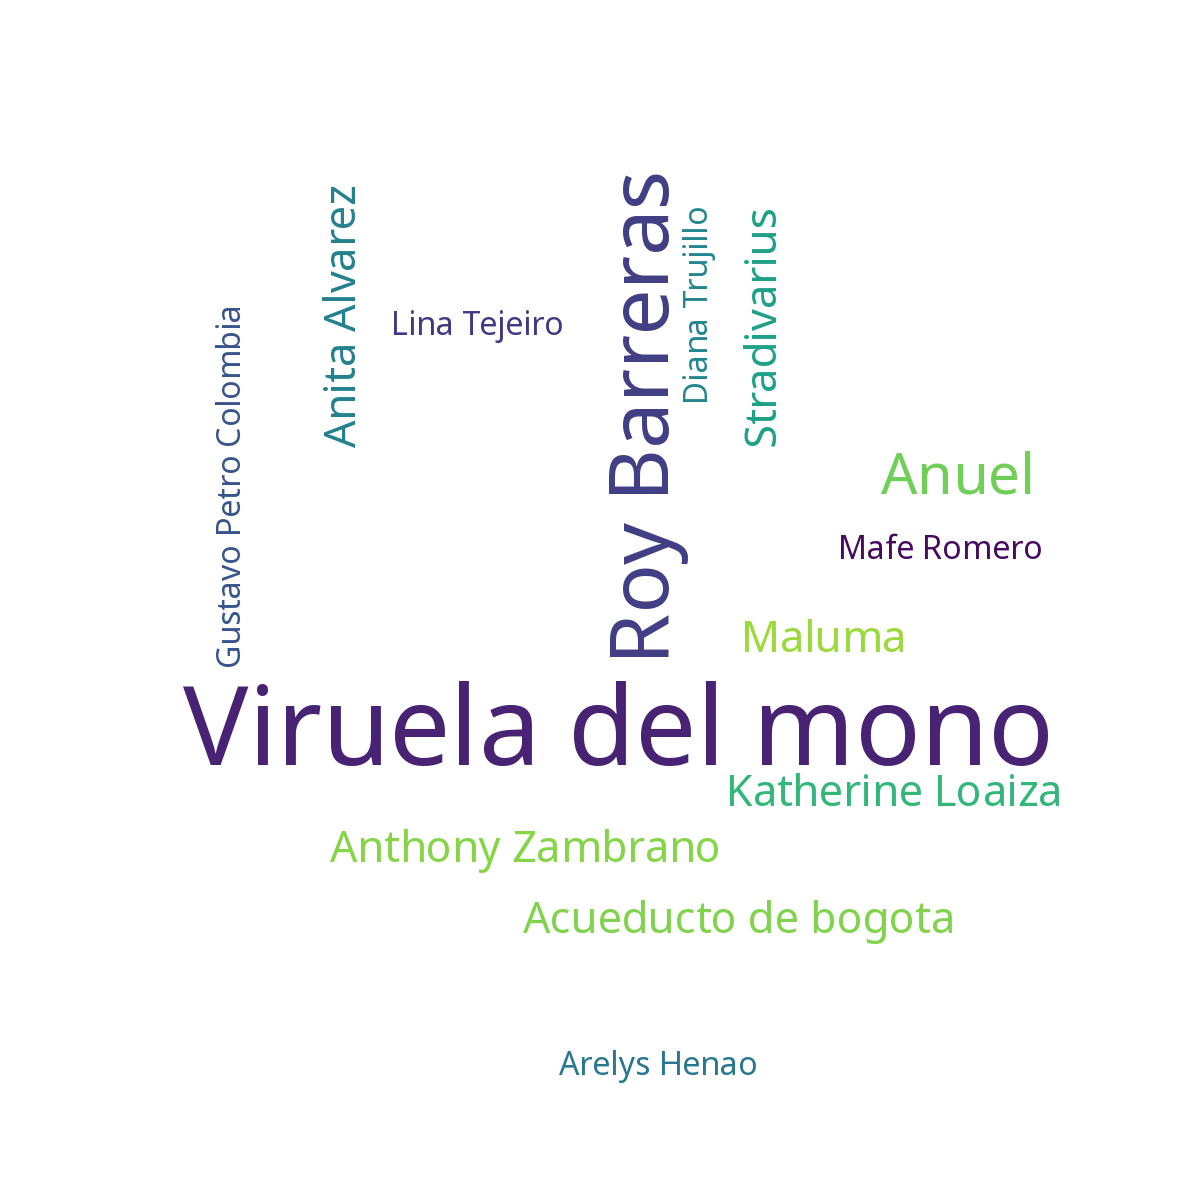 Gustavo Petro Colombia
Anita Alvarez
Lina Tejeiro
Roy Barreras
Diana Trujillo
Stradivarius
Anuel
Mafe Romero
Maluma
Viruela del mono
Katherine Loaiza
Anthony Zambrano
Acueducto de bogota
Arelys Henao